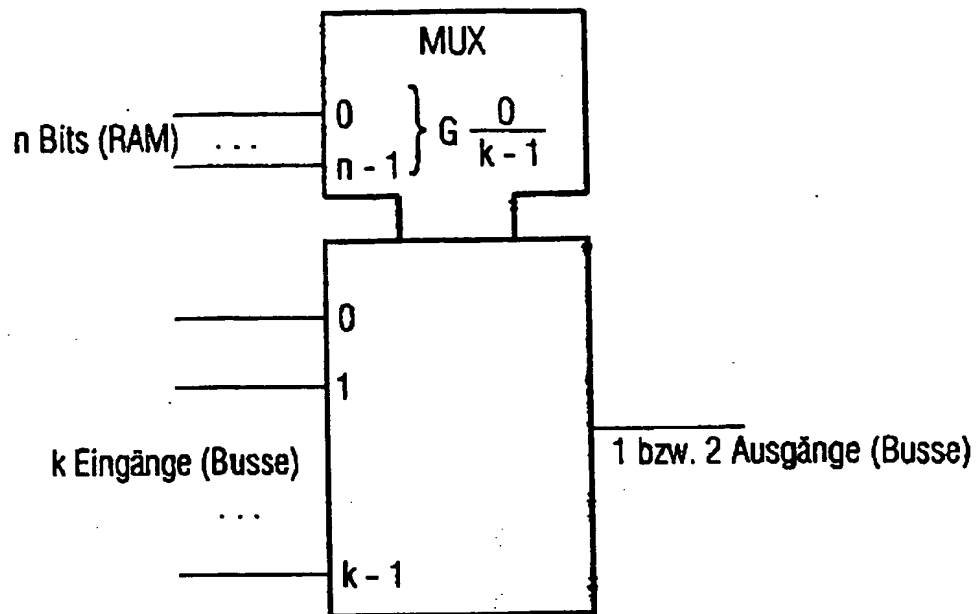 MUX
n Bits (RAM) ... 0 } G 0/(k - 1)
n - 1
0
1
k Eingänge (Busse)
...
1 bzw. 2 Ausgänge (Busse)
k - 1